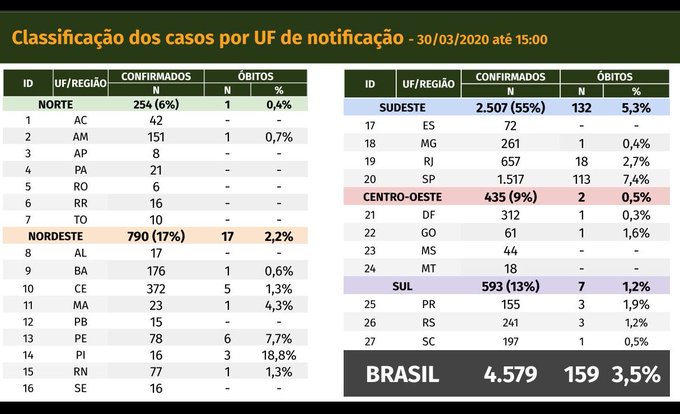 Classificação dos casos por UF de notificação - 30/03/2020 até 15:00
ID UF/REGIÃO CONFIRMADOS ÓBITOS
N N %
NORTE 254 (6%) 1 0,4%
1 AC 42 - -
2 AM 151 1 0,7%
3 AP 8 - -
4 PA 21 - -
5 RO 6 - -
6 RR 16 - -
7 TO 10 - -
NORDESTE 790 (17%) 17 2,2%
8 AL 17 - -
9 BA 176 1 0,6%
10 CE 372 5 1,3%
11 MA 23 1 4,3%
12 PB 15 - -
13 PE 78 6 7,7%
14 PI 16 3 18,8%
15 RN 77 1 1,3%
16 SE 16 - -
ID UF/REGIÃO CONFIRMADOS ÓBITOS
N N %
SUDESTE 2.507 (55%) 132 5,3%
17 ES 72 - -
18 MG 261 1 0,4%
19 RJ 657 18 2,7%
20 SP 1.517 113 7,4%
CENTRO-OESTE 435 (9%) 2 0,5%
21 DF 312 1 0,3%
22 GO 61 1 1,6%
23 MS 44 - -
24 MT 18 - -
SUL 593 (13%) 7 1,2%
25 PR 155 3 1,9%
26 RS 241 3 1,2%
27 SC 197 1 0,5%
BRASIL 4.579 159 3,5%